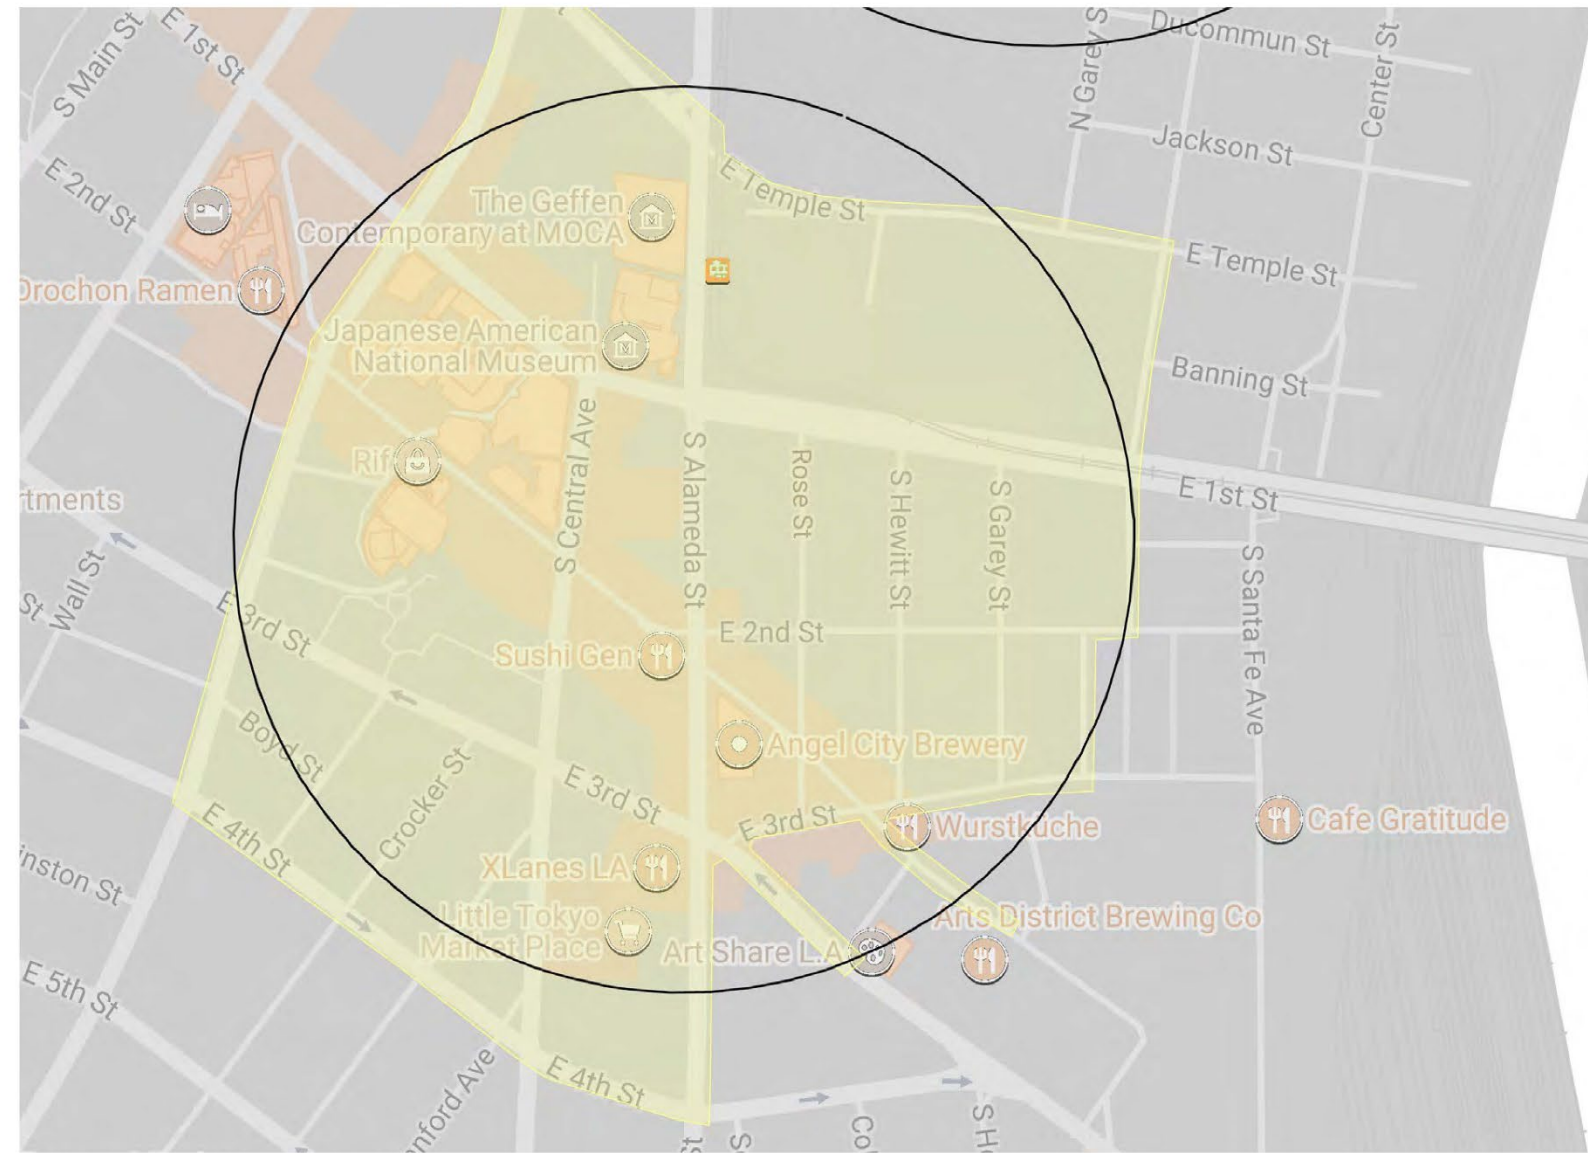 S Main St
E 1st St
Ducommun St
N Garey S
Center St
Jackson St
E 2nd St
E Temple St
The Geffen
Contemporary at MOCA
E Temple St
Orochon Ramen
Japanese American
National Museum
Banning St
S Central Ave
S Alameda St
Rose St
S Hewitt St
S Garey St
Rif
E 1st St
rtments
Wall St
St
E 3rd St
S Santa Fe Ave
E 2nd St
Sushi Gen
Boyd St
Angel City Brewery
Crocker St
E 3rd St
E 3rd St
Wurstküche
Cafe Gratitude
E 4th St
XLanes LA
inston St
Little Tokyo
Market Place
Art Share L.A
Arts District Brewing Co
E 5th St
E 4th St
nford Ave
ts
S
Co
S H